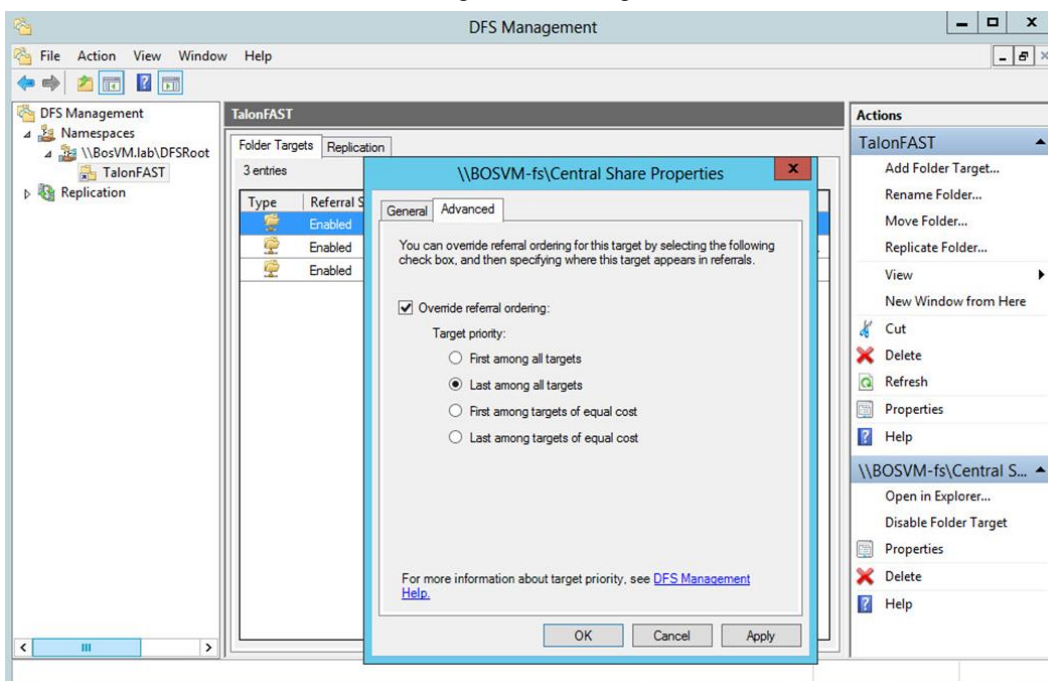 DFS Management
File Action View Window Help
DFS Management
Namespaces
\\BosVM.lab\DFSRoot
TalonFAST
Replication
TalonFAST
Folder Targets Replication
3 entries
Type Referral S
Enabled
Enabled
Enabled
\\BOSVM-fs\Central Share Properties
General Advanced
You can override referral ordering for this target by selecting the following
check box, and then specifying where this target appears in referrals.
Override referral ordering:
Target priority:
First among all targets
Last among all targets
First among targets of equal cost
Last among targets of equal cost
For more information about target priority, see DFS Management
Help.
OK Cancel Apply
Actions
TalonFAST
Add Folder Target...
Rename Folder...
Move Folder...
Replicate Folder...
View
New Window from Here
Cut
Delete
Refresh
Properties
Help
\\BOSVM-fs\Central S...
Open in Explorer...
Disable Folder Target
Properties
Delete
Help